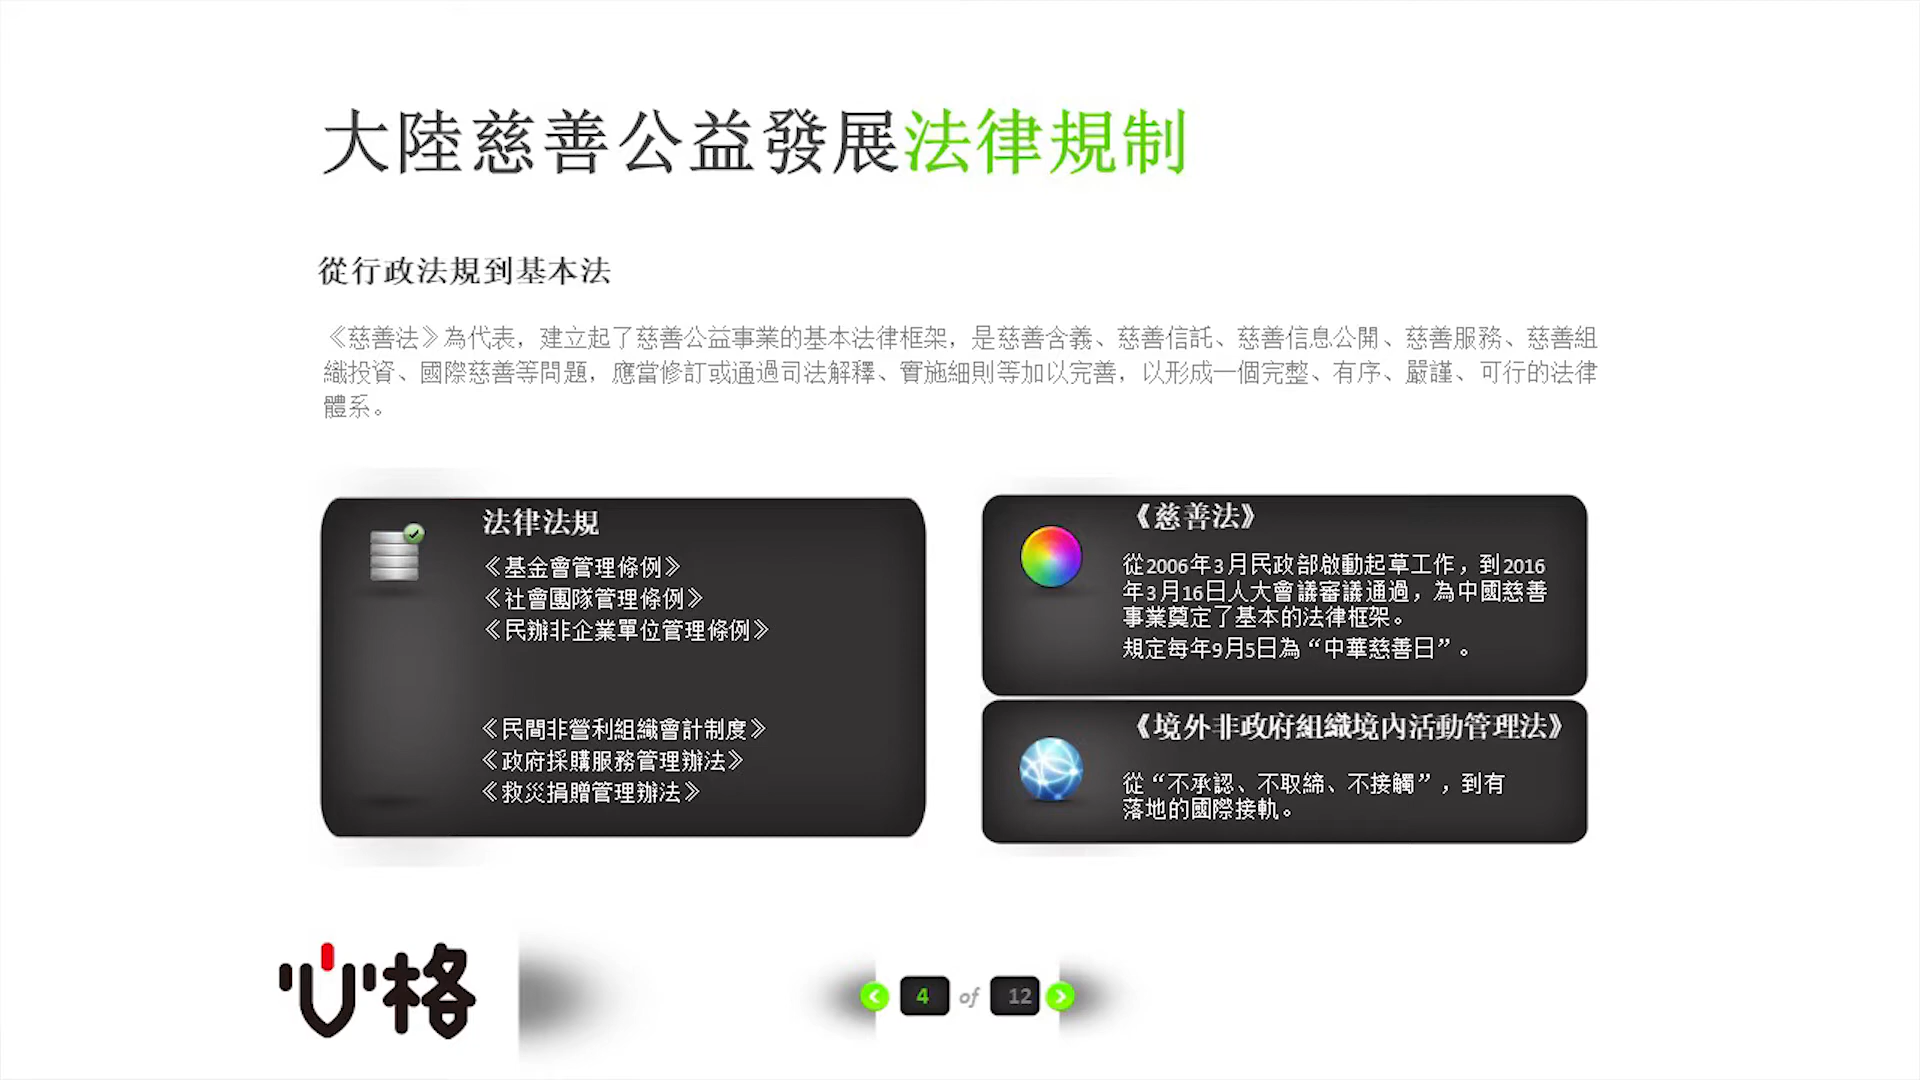 大陸慈善公益發展法律規制
從行政法規到基本法
《慈善法》為代表，建立起了慈善公益事業的基本法律框架，是慈善含義、慈善信託、慈善信息公開、慈善服務、慈善組
織投資、國際慈善等問題，應當修訂或通過司法解釋、實施細則等加以完善，以形成一個完整、有序、嚴謹、可行的法律
體系。
法律法規
《基金會管理條例》
《社會團隊管理條例》
《民辦非企業單位管理條例》
《民間非營利組織會計制度》
《政府採購服務管理辦法》
《救災捐贈管理辦法》
《慈善法》
從2006年3月民政部啟動起草工作，到2016
年3月16日人大會議審議通過，為中國慈善
事業奠定了基本的法律框架。
規定每年9月5日為“中華慈善日”。
《境外非政府組織境內活動管理法》
從“不承認、不取締、不接觸”，到有
落地的國際接軌。
心格
4 of 12